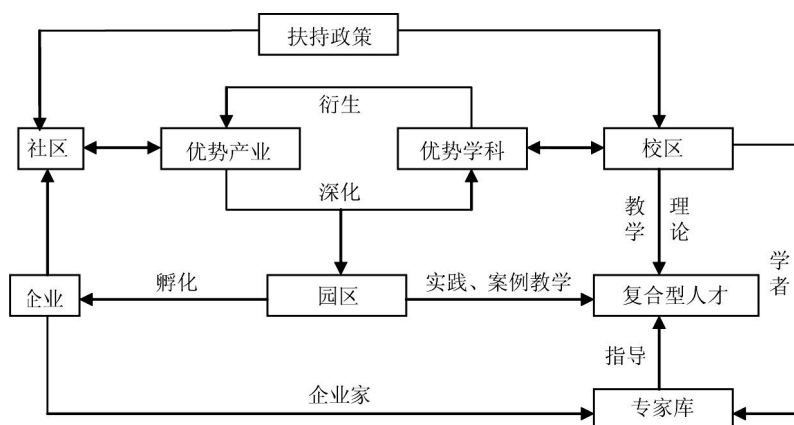 扶持政策
衍生
社区
优势产业
优势学科
校区
深化
教学
理论
学者
孵化
实践、案例教学
企业
园区
复合型人才
指导
企业家
专家库